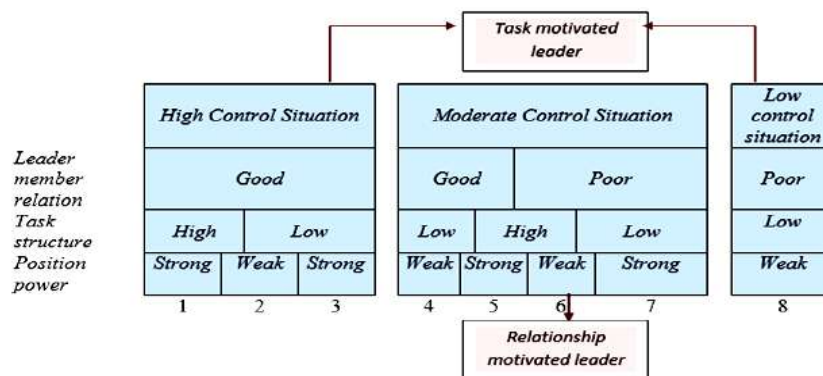 Task motivated
leader
High Control Situation
Moderate Control Situation
Low
control
situation
Leader
member
relation
Good
Good
Poor
Poor
Task
structure
High
Low
Low
High
Low
Low
Position
power
Strong
Weak
Strong
Weak
Strong
Weak
Strong
Weak
1
2
3
4
5
6
7
8
Relationship
motivated leader